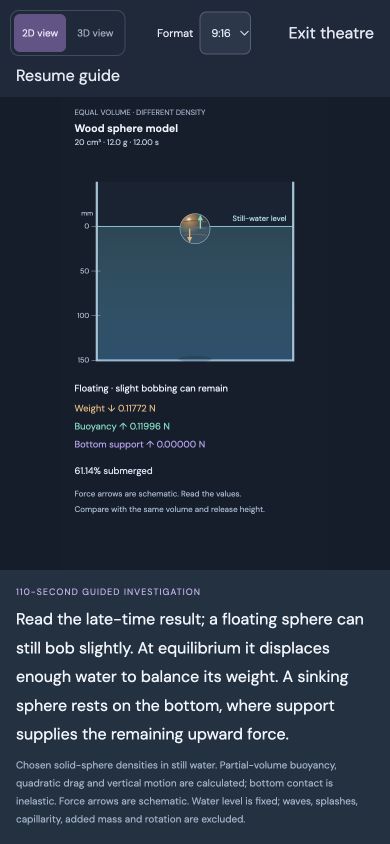 2D view
3D view
Format
9:16
Exit theatre
Resume guide
EQUAL VOLUME · DIFFERENT DENSITY
Wood sphere model
20 cm³ · 12.0 g · 12.00 s
mm
Still-water level
0
50
100
150
Floating · slight bobbing can remain
Weight ↓ 0.11772 N
Buoyancy ↑ 0.11996 N
Bottom support ↑ 0.00000 N
61.14% submerged
Force arrows are schematic. Read the values.
Compare with the same volume and release height.
110-SECOND GUIDED INVESTIGATION
Read the late-time result; a floating sphere can
still bob slightly. At equilibrium it displaces
enough water to balance its weight. A sinking
sphere rests on the bottom, where support
supplies the remaining upward force.
Chosen solid-sphere densities in still water. Partial-volume buoyancy,
quadratic drag and vertical motion are calculated; bottom contact is
inelastic. Force arrows are schematic. Water level is fixed; waves, splashes,
capillarity, added mass and rotation are excluded.